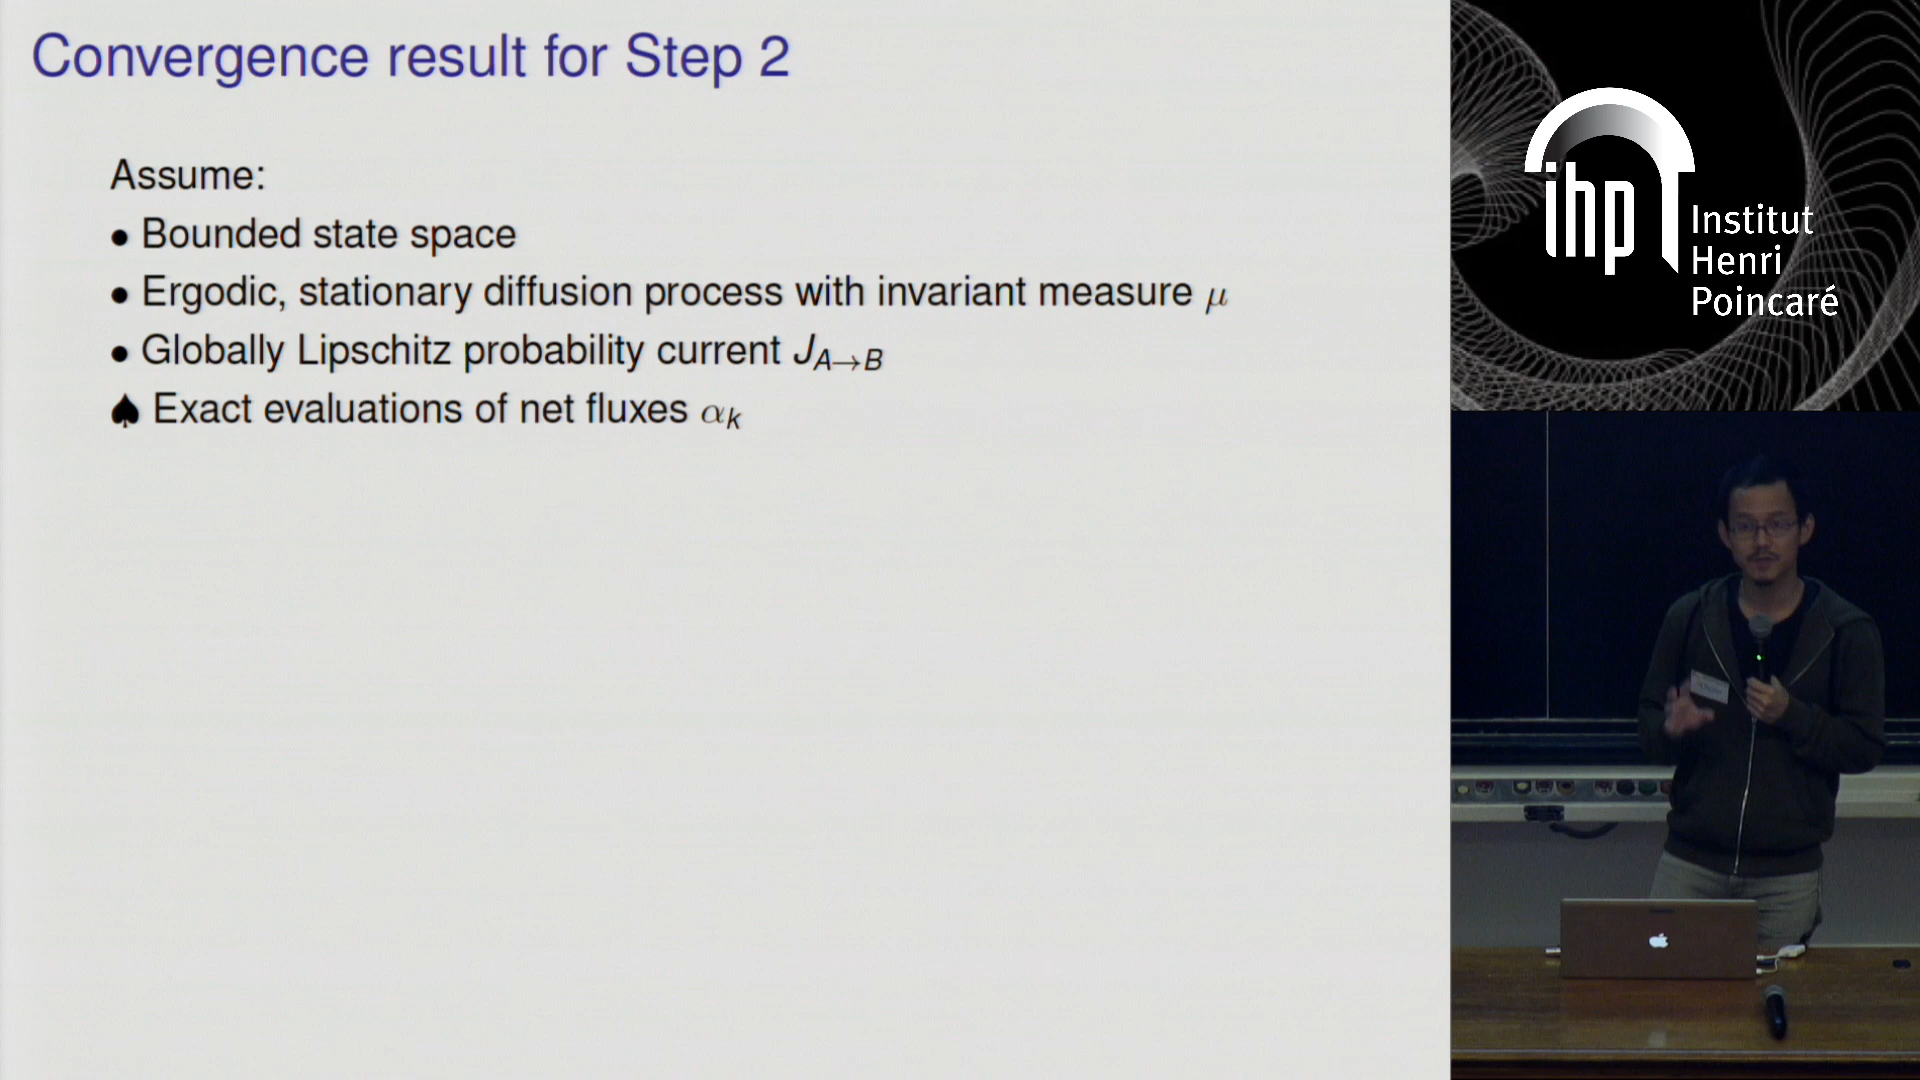 Convergence result for Step 2
Assume:
• Bounded state space
• Ergodic, stationary diffusion process with invariant measure μ
• Globally Lipschitz probability current J_{A→B}
♠ Exact evaluations of net fluxes α_k
ihp
Institut
Henri
Poincaré